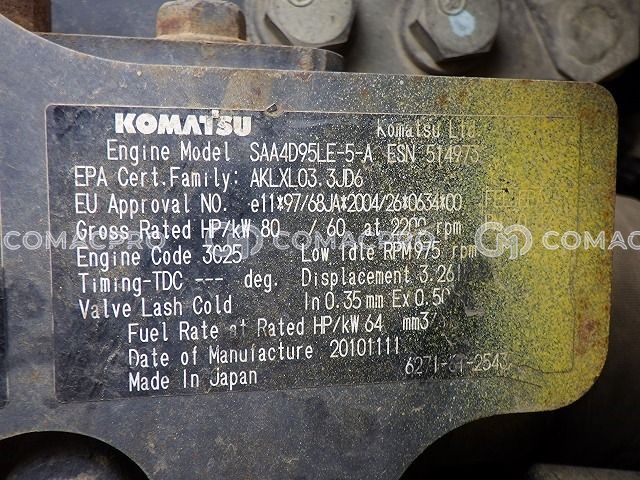 KOMATSU Komatsu Ltd.
Engine Model SAA4D95LE-5-A ESN 514973
EPA Cert.Family: AKLXL03.3JD6
EU Approval NO. e11*97/68JA*2004/26*0634*00
Gross Rated HP/kW 80 / 60 at 2200 rpm
COMACPRO COMACPRO COMACPRO
Engine Code 3C25 Low Idle RPM 975 rpm
Timing-TDC --- deg. Displacement 3.26
Valve Lash Cold In 0.35 mm Ex 0.50
Fuel Rate at Rated HP/kW 64 mm3/
Date of Manufacture 20101111
Made In Japan